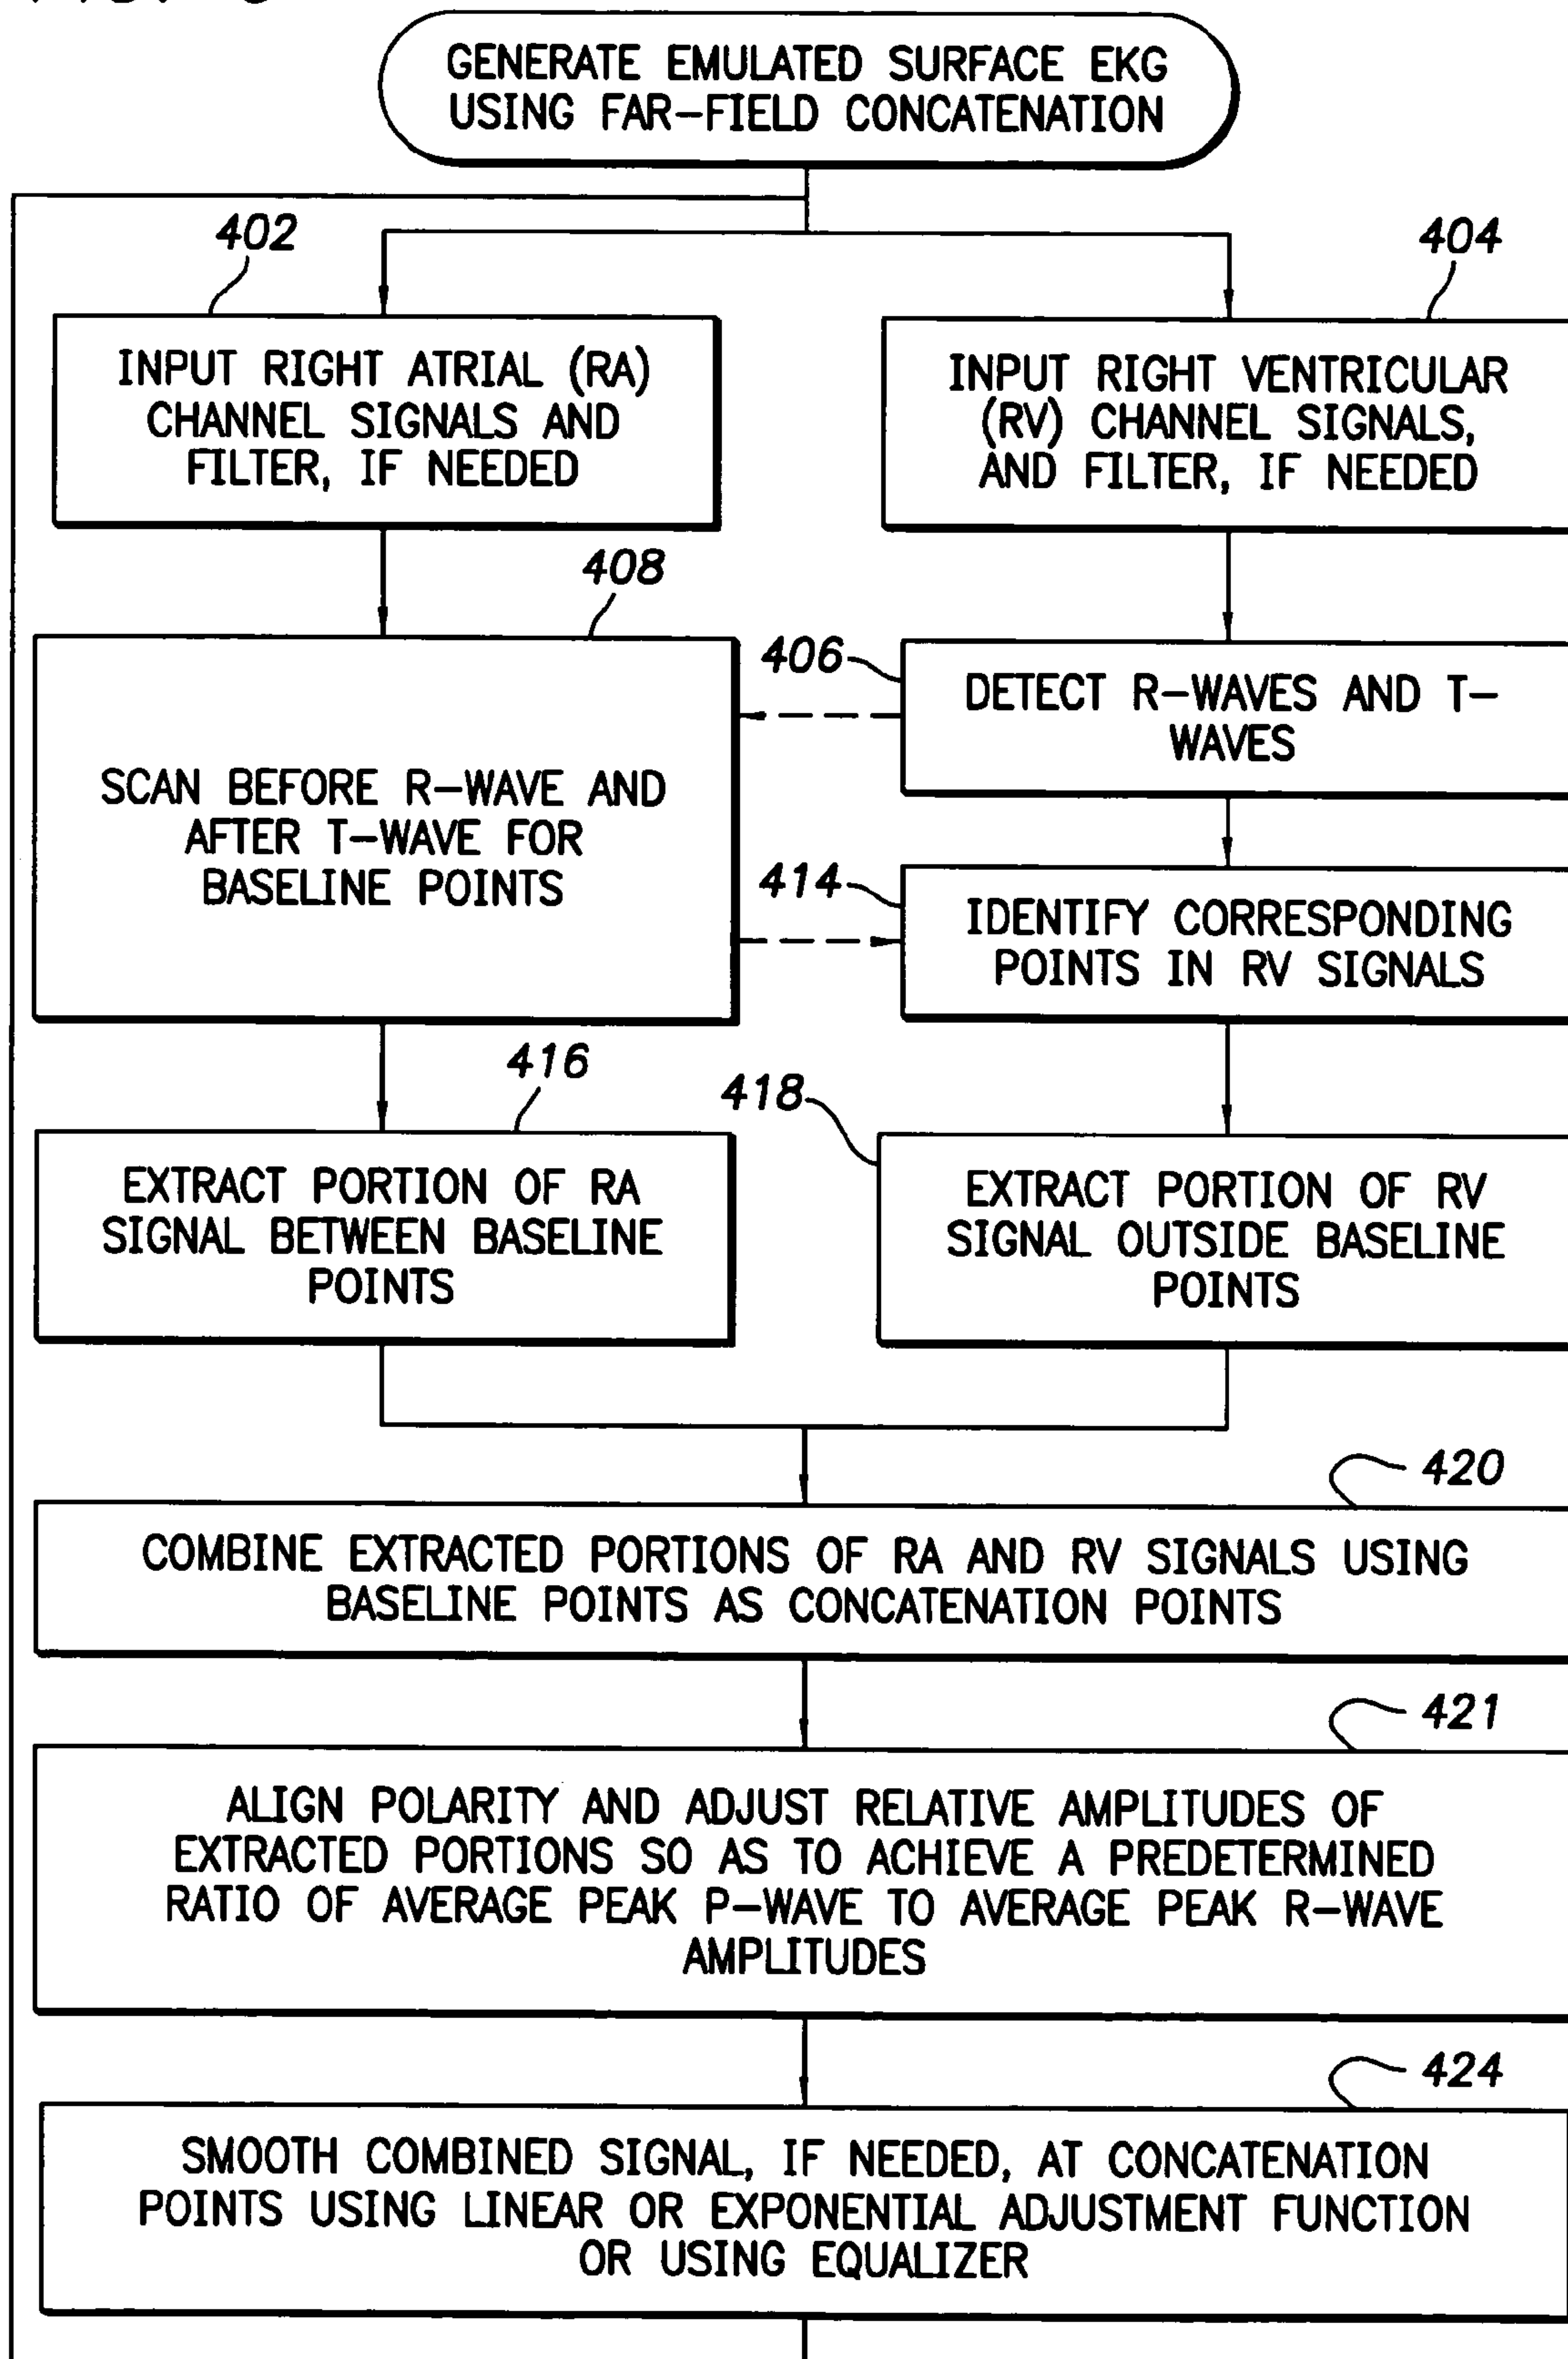 GENERATE EMULATED SURFACE EKG
USING FAR-FIELD CONCATENATION
402
404
INPUT RIGHT ATRIAL (RA)
CHANNEL SIGNALS AND
FILTER, IF NEEDED
INPUT RIGHT VENTRICULAR
(RV) CHANNEL SIGNALS,
AND FILTER, IF NEEDED
408
406
SCAN BEFORE R-WAVE AND
AFTER T-WAVE FOR
BASELINE POINTS
DETECT R-WAVES AND T-
WAVES
414
IDENTIFY CORRESPONDING
POINTS IN RV SIGNALS
416
418
EXTRACT PORTION OF RA
SIGNAL BETWEEN BASELINE
POINTS
EXTRACT PORTION OF RV
SIGNAL OUTSIDE BASELINE
POINTS
420
COMBINE EXTRACTED PORTIONS OF RA AND RV SIGNALS USING
BASELINE POINTS AS CONCATENATION POINTS
421
ALIGN POLARITY AND ADJUST RELATIVE AMPLITUDES OF
EXTRACTED PORTIONS SO AS TO ACHIEVE A PREDETERMINED
RATIO OF AVERAGE PEAK P-WAVE TO AVERAGE PEAK R-WAVE
AMPLITUDES
424
SMOOTH COMBINED SIGNAL, IF NEEDED, AT CONCATENATION
POINTS USING LINEAR OR EXPONENTIAL ADJUSTMENT FUNCTION
OR USING EQUALIZER